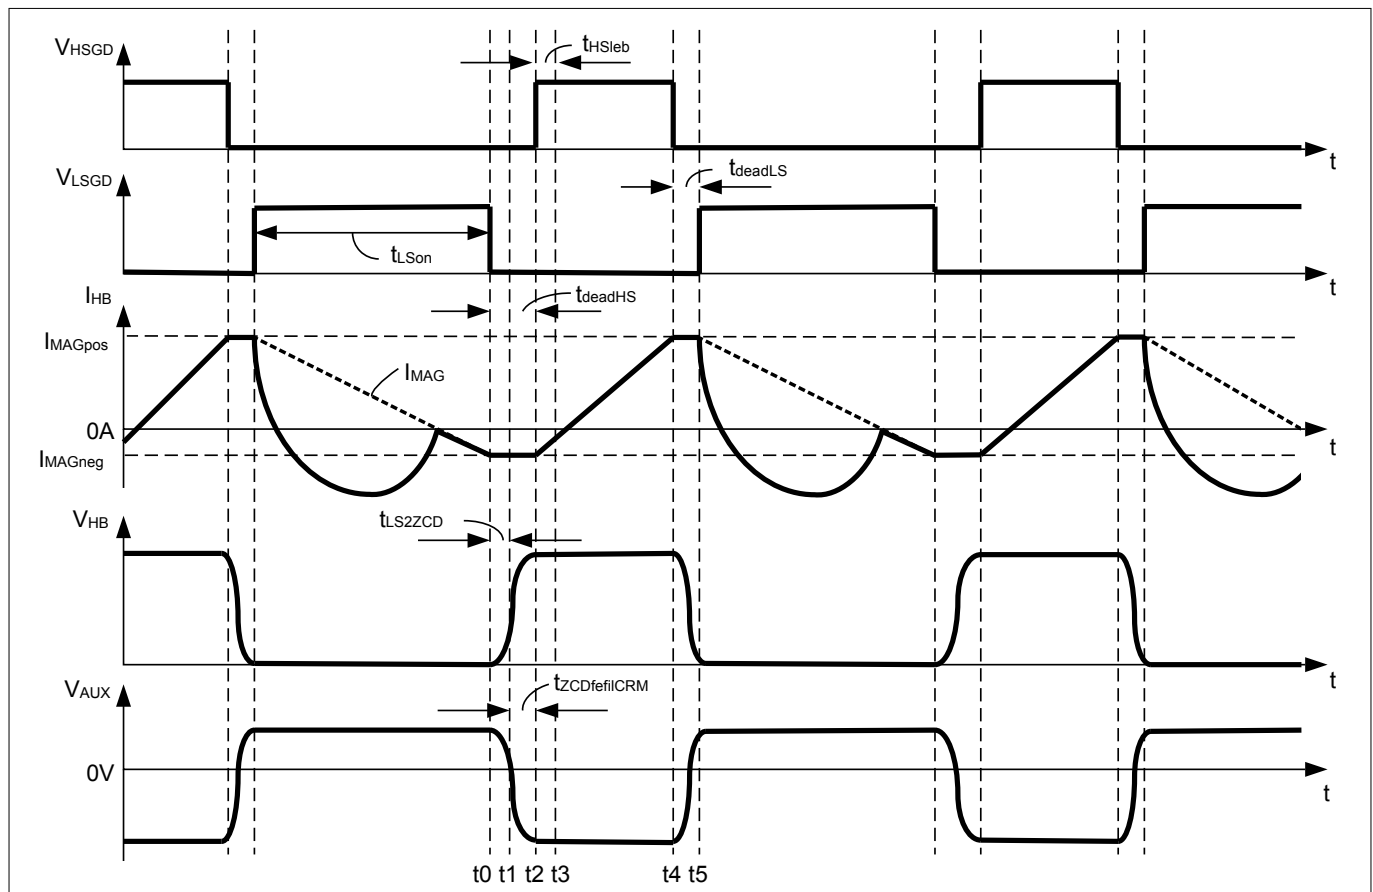 VHSGD
tHSleb
t
VLSGD
tdeadLS
tLSon
t
IHB
tdeadHS
IMAGpos
IMAG
0A
t
IMAGneg
VHB
tLS2ZCD
t
VAUX
tZCDfefilCRM
0V
t
t0 t1 t2 t3 t4 t5